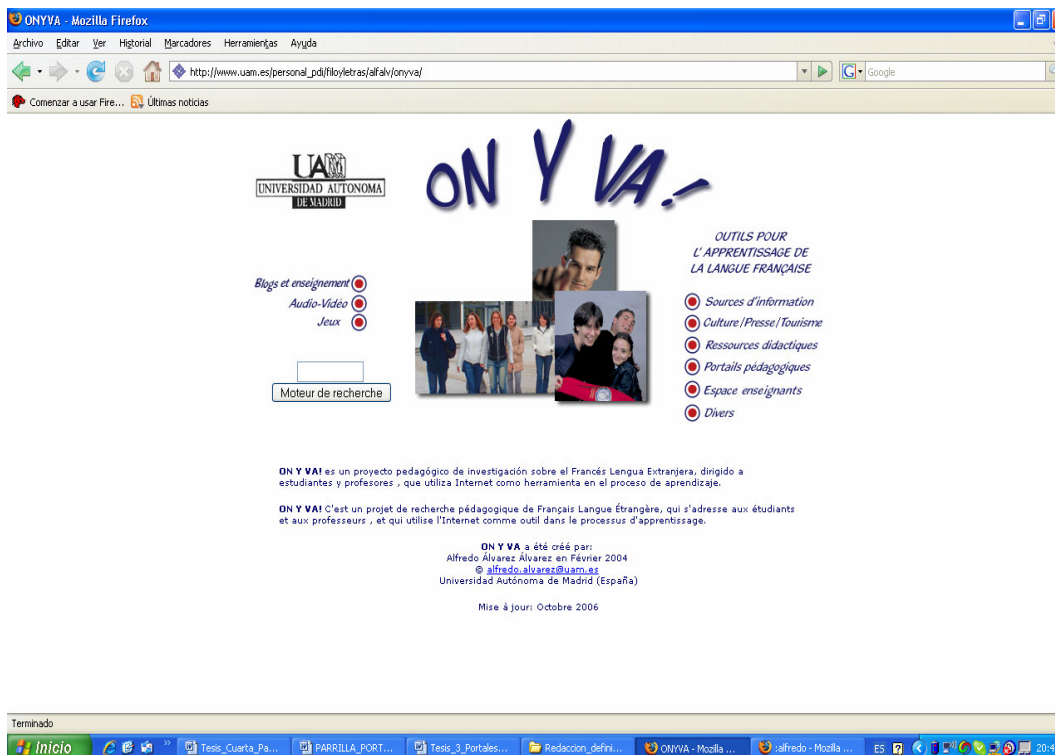 ONYVA - Mozilla Firefox
Archivo Editar Ver Historial Marcadores Herramientas Ayuda
http://www.uam.es/personal_pdi/filoyletras/alfalv/onyva/
G Google
Comenzar a usar Fire... Últimas noticias
UAM
UNIVERSIDAD AUTONOMA
DE MADRID
ON Y VA!
OUTILS POUR
L' APPRENTISSAGE DE
LA LANGUE FRANÇAISE
Blogs et enseignement
Audio-Vidéo
Jeux
Moteur de recherche
Sources d'information
Culture/Presse/Tourisme
Ressources didactiques
Portails pédagogiques
Espace enseignants
Divers
ON Y VA! es un proyecto pedagógico de investigación sobre el Francés Lengua Extranjera, dirigido a
estudiantes y profesores , que utiliza Internet como herramienta en el proceso de aprendizaje.
ON Y VA! C'est un projet de recherche pédagogique de Français Langue Étrangère, qui s'adresse aux étudiants
et aux professeurs , et qui utilise l'Internet comme outil dans le processus d'apprentissage.
ON Y VA a été créé par:
Alfredo Álvarez Álvarez en Février 2004
© alfredo.alvarez@uam.es
Universidad Autónoma de Madrid (España)
Mise à jour: Octobre 2006
Terminado
Inicio Tesis_Cuarta_Pa... PARRILLA_PORT... Tesis_3_Portales... Redaccion_defini... ONYVA - Mozilla ... :alfredo - Mozilla ... ES 20:4